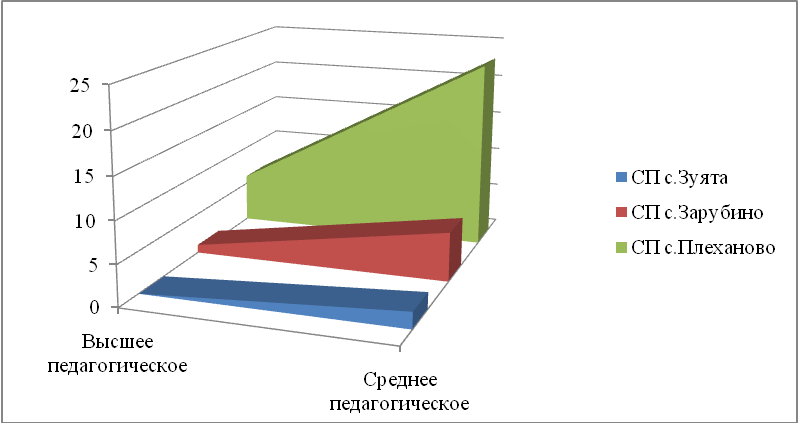 25
20
15
10
5
0
Высшее
педагогическое
Среднее
педагогическое
СП с.Зуята
СП с.Зарубино
СП с.Плеханово